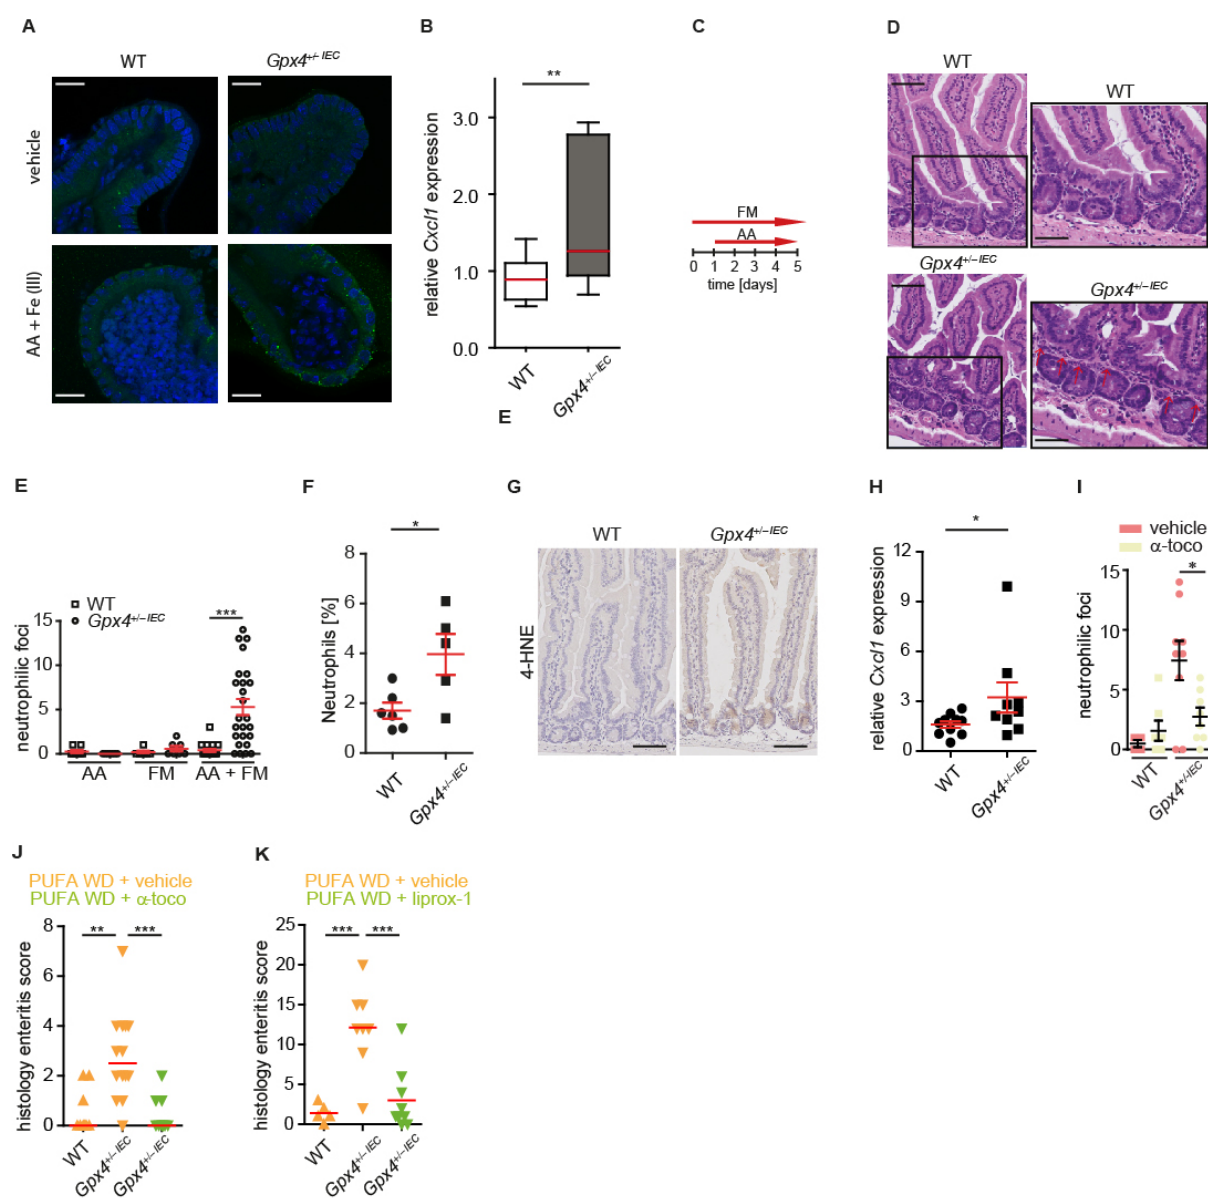 A
WT
Gpx4+/– IEC
vehicle
AA + Fe (III)
B
**
relative Cxcl1 expression
3.0
2.0
1.0
0.0
WT
Gpx4+/– IEC
C
FM
AA
0 1 2 3 4 5
time [days]
D
WT
WT
Gpx4+/– IEC
Gpx4+/– IEC
E
E
WT
Gpx4+/– IEC
***
neutrophilic foci
15
10
5
0
AA
FM
AA + FM
F
*
Neutrophils [%]
8
6
4
2
0
WT
Gpx4+/–IEC
G
WT
Gpx4+/– IEC
4-HNE
H
*
relative Cxcl1 expression
12
9
6
3
0
WT
Gpx4+/–IEC
I
vehicle
α-toco
*
neutrophilic foci
15
10
5
0
WT
Gpx4+/-IEC
J
PUFA WD + vehicle
PUFA WD + α-toco
** ***
histology enteritis score
8
6
4
2
0
WT
Gpx4+/– IEC
Gpx4+/– IEC
K
PUFA WD + vehicle
PUFA WD + liprox-1
*** ***
histology enteritis score
25
20
15
10
5
0
WT
Gpx4+/– IEC
Gpx4+/– IEC